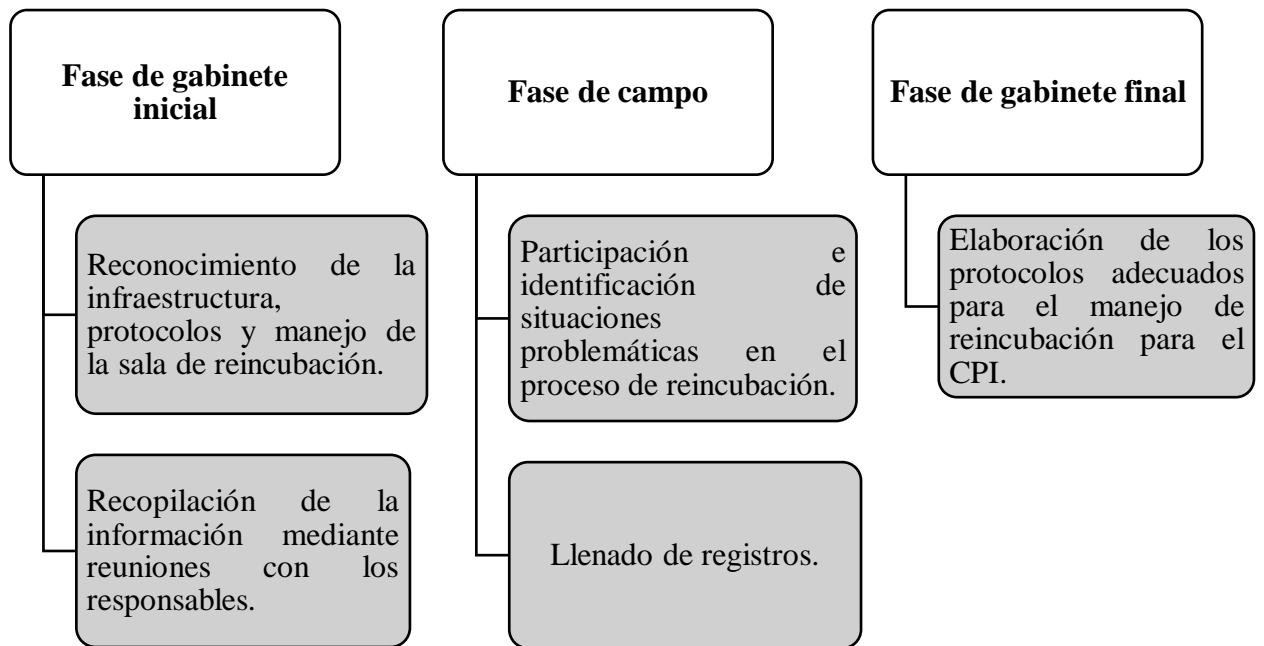 Fase de gabinete
inicial
Reconocimiento de la
infraestructura,
protocolos y manejo de
la sala de reincubación.
Recopilación de la
información mediante
reuniones con los
responsables.
Fase de campo
Participación e
identificación de
situaciones
problemáticas en el
proceso de reincubación.
Llenado de registros.
Fase de gabinete final
Elaboración de los
protocolos adecuados
para el manejo de
reincubación para el
CPI.